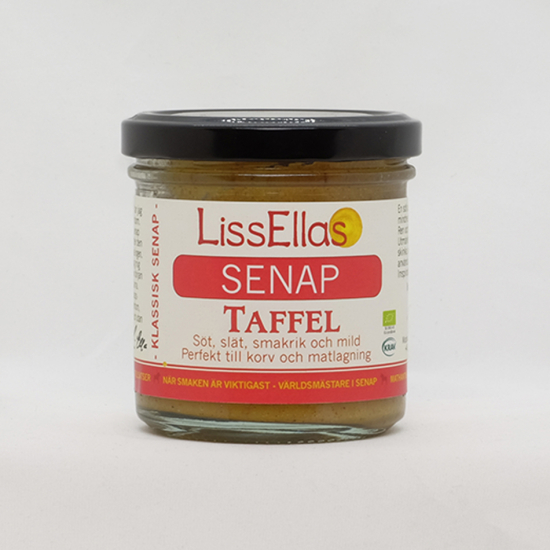 LissEllas
SENAP
TAFFEL
Söt, slät, smakrik och mild
Perfekt till korv och matlagning
NÄR SMAKEN ÄR VIKTIGAST - VÄRLDSMÄSTARE I SENAP
- KLASSISK SENAP -
KRAV